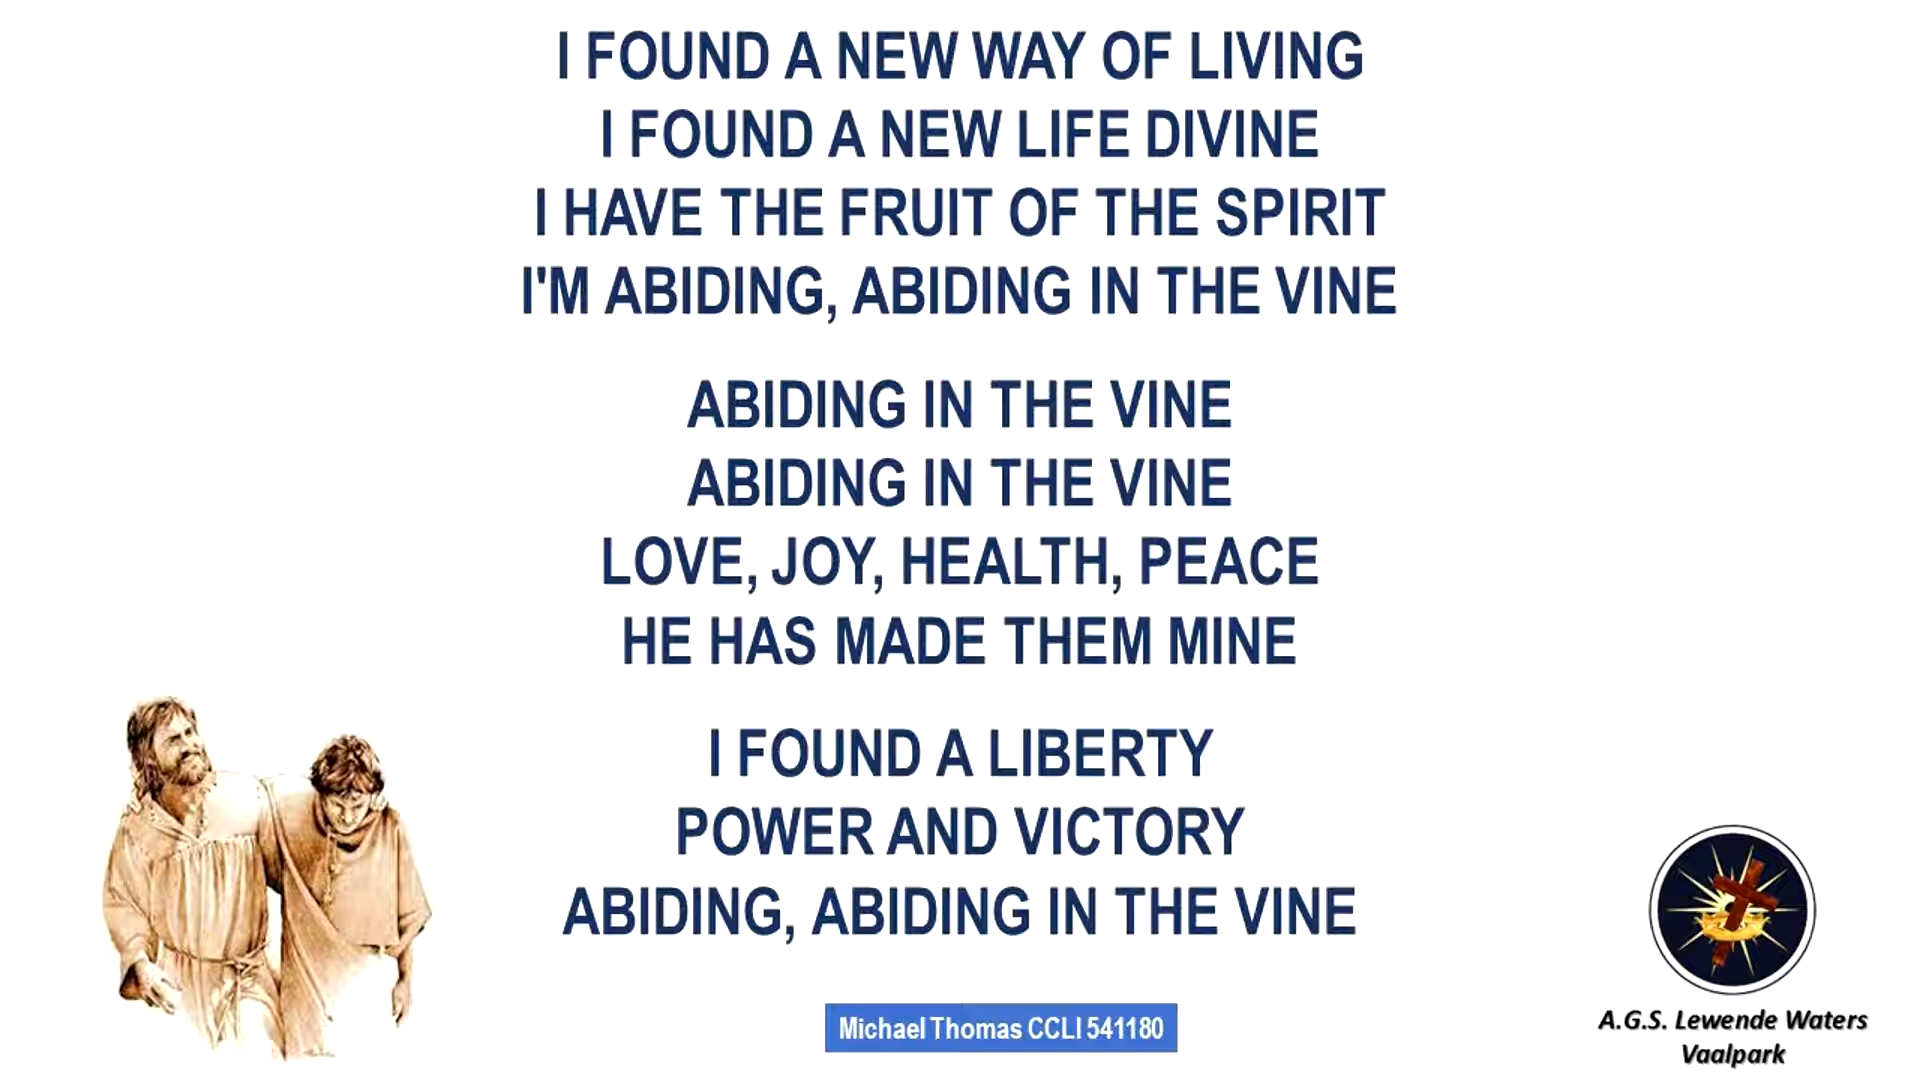 I FOUND A NEW WAY OF LIVING
I FOUND A NEW LIFE DIVINE
I HAVE THE FRUIT OF THE SPIRIT
I'M ABIDING, ABIDING IN THE VINE
ABIDING IN THE VINE
ABIDING IN THE VINE
LOVE, JOY, HEALTH, PEACE
HE HAS MADE THEM MINE
I FOUND A LIBERTY
POWER AND VICTORY
ABIDING, ABIDING IN THE VINE
Michael Thomas CCLI 541180
A.G.S. Lewende Waters
Vaalpark